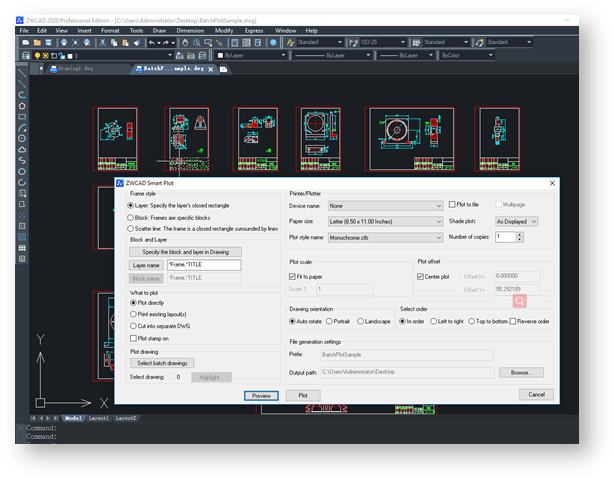 ZWCAD 2020 Professional Edition - [C:\Users\Administrator\Desktop\BatchPlotSample.dwg]
File Edit View Insert Format Tools Draw Dimension Modify Express Window Help
Standard ISO-25 Standard Standard
0 ByLayer ByLayer ByLayer ByColor
Drawing1.dwg BatchP...ample.dwg
ZWCAD Smart Plot
Frame style
Layer: Specify the layer's closed rectangle
Block: Frames are specific blocks
Scatter line: The frame is a closed rectangle surrounded by lines
Block and Layer
Specify the block and layer in Drawing
Layer name *Frame,*TITLE
Block name *Frame,*TITLE
What to plot
Plot directly
Print existing layout(s)
Cut into separate DWG
Plot stamp on
Plot drawing
Select batch drawings
Select drawing: 0 Highlight...
Preview
Printer/Plotter
Device name: None Plot to file Multipage
Paper size: Letter (8.50 x 11.00 Inches) Shade plots: As Displayed
Plot style name: Monochrome.ctb Number of copies: 1
Plot scale
Fit to paper
Scale 1: 1
Plot offset
Center plot Offset X= 0.000000
Offset Y= 95.292189
Drawing orientation
Auto rotate Portrait Landscape
Select order
In order Left to right Top to bottom Reverse order
File generation settings
Prefix: BatchPlotSample
Output path: C:\Users\Administrator\Desktop Browse...
Plot Cancel
Y
X
Model Layout1 Layout2
Command:
Command:
Command: